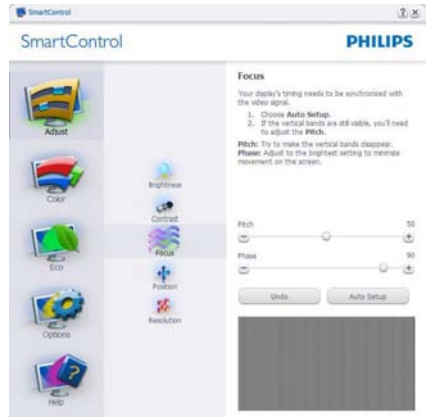 SmartControl
SmartControl
PHILIPS
Adjust
Color
Eco
Options
Help
Brightness
Contrast
Focus
Position
Resolution
Focus
Your display's timing needs to be synchronized with
the video signal.
1. Choose Auto Setup.
2. If the vertical bands are still visible, you'll need
to adjust the Pitch.
Pitch: Try to make the vertical bands disappear.
Phase: Adjust to the brightest setting to minimize
movement on the screen.
Pitch 50
Phase 90
Undo Auto Setup